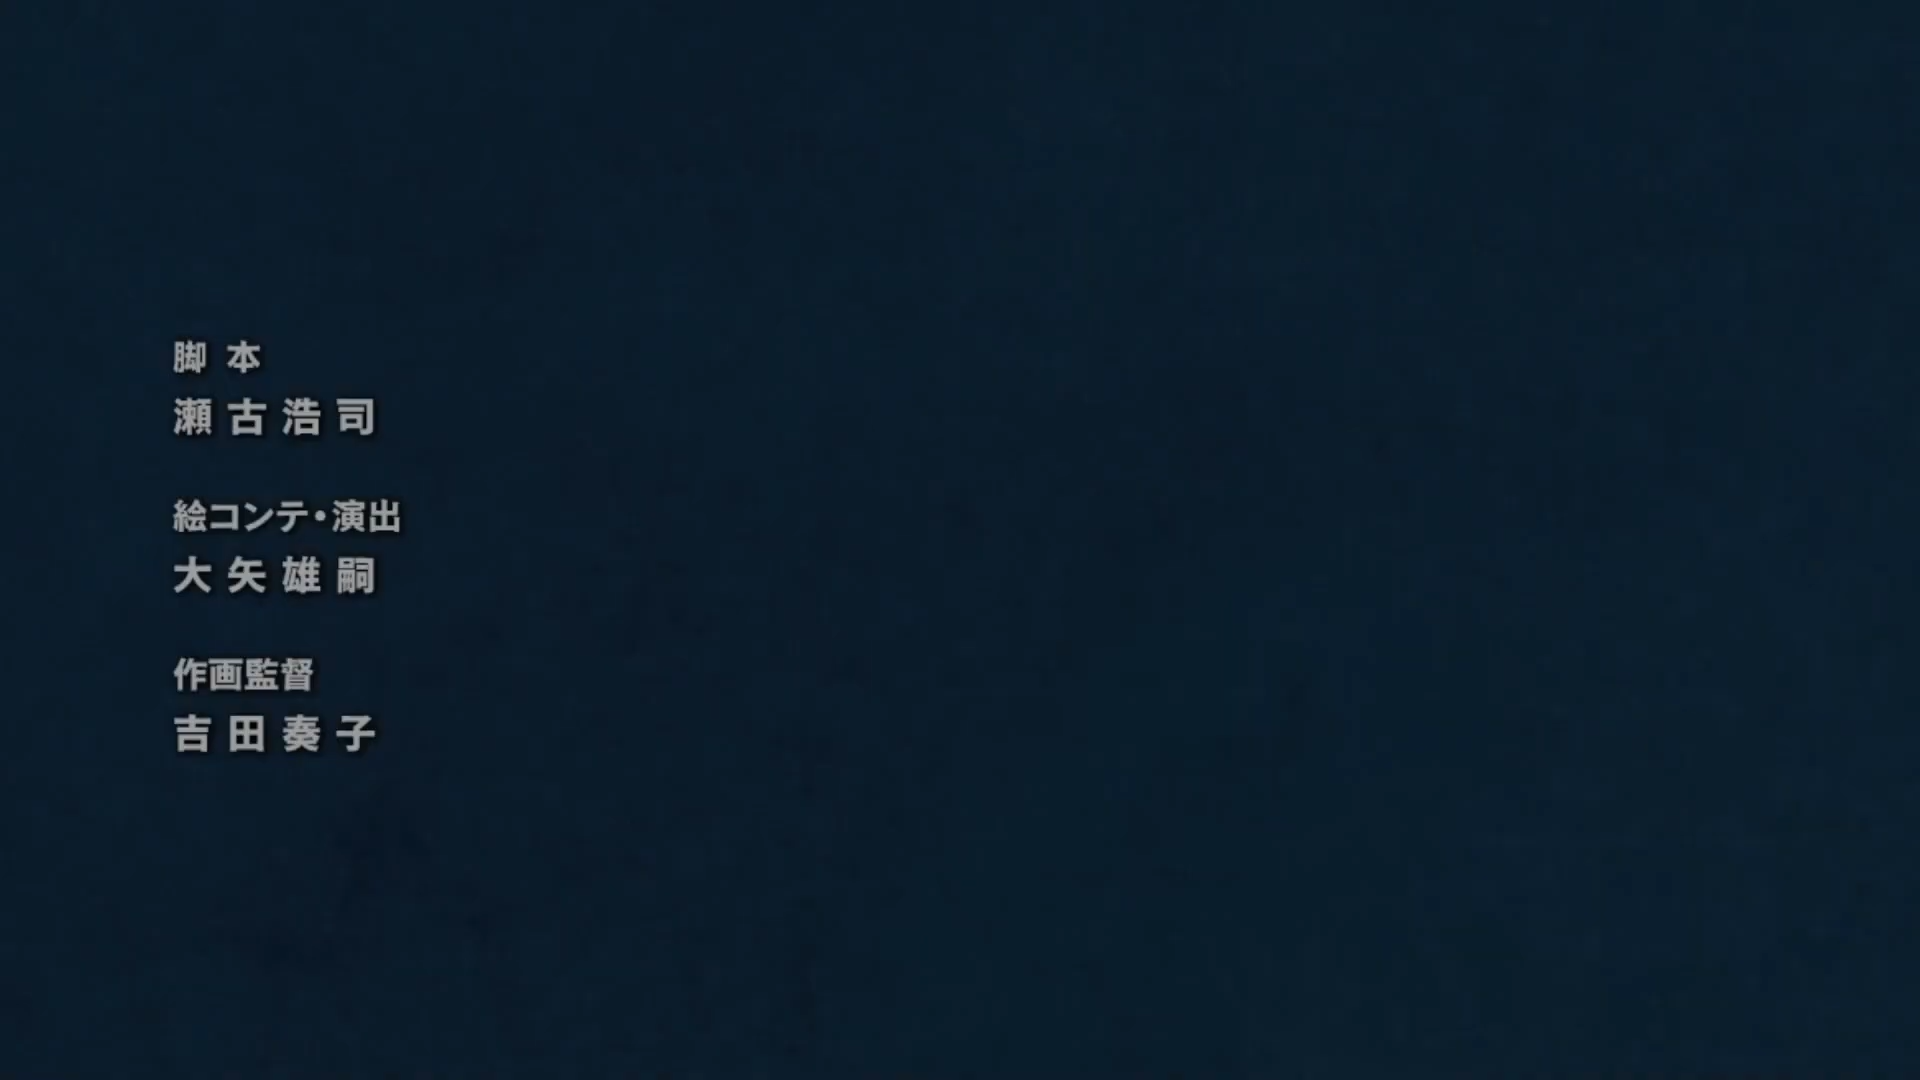 脚本
瀬古浩司
絵コンテ・演出
大矢雄嗣
作画監督
吉田奏子